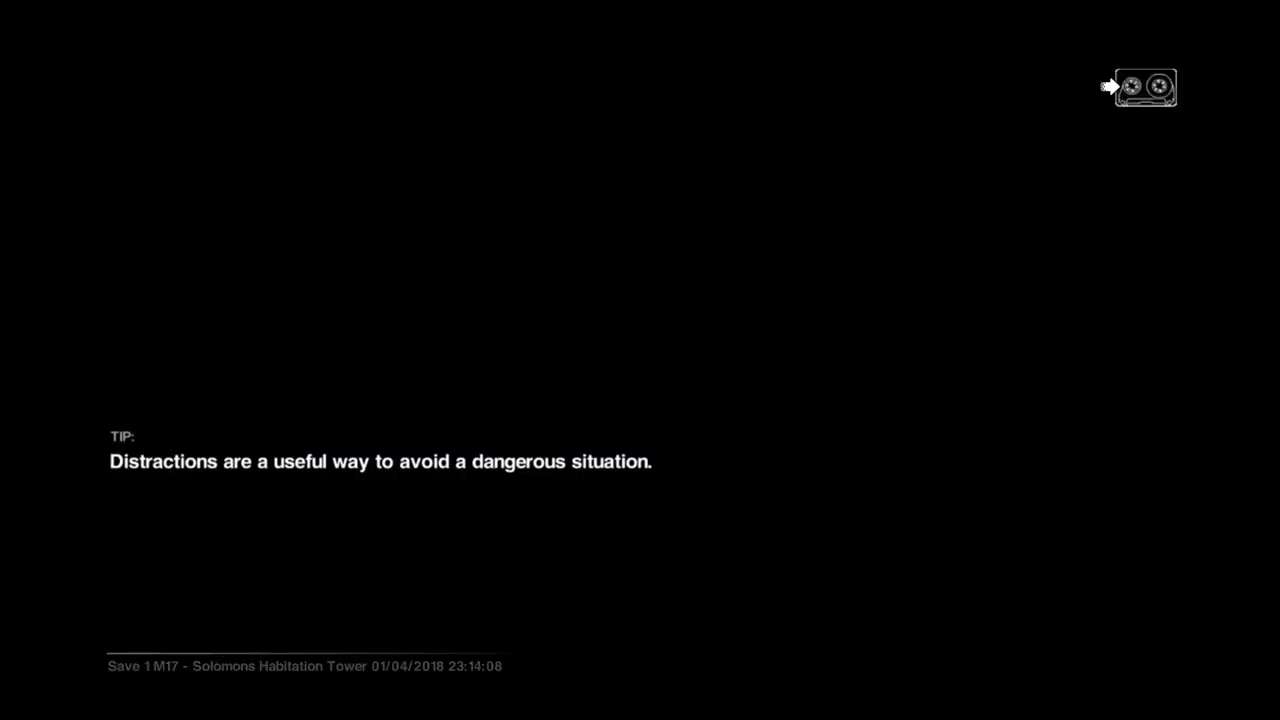 TIP:
Distractions are a useful way to avoid a dangerous situation.
Save 1 M17 - Solomons Habitation Tower 01/04/2018 23:14:08